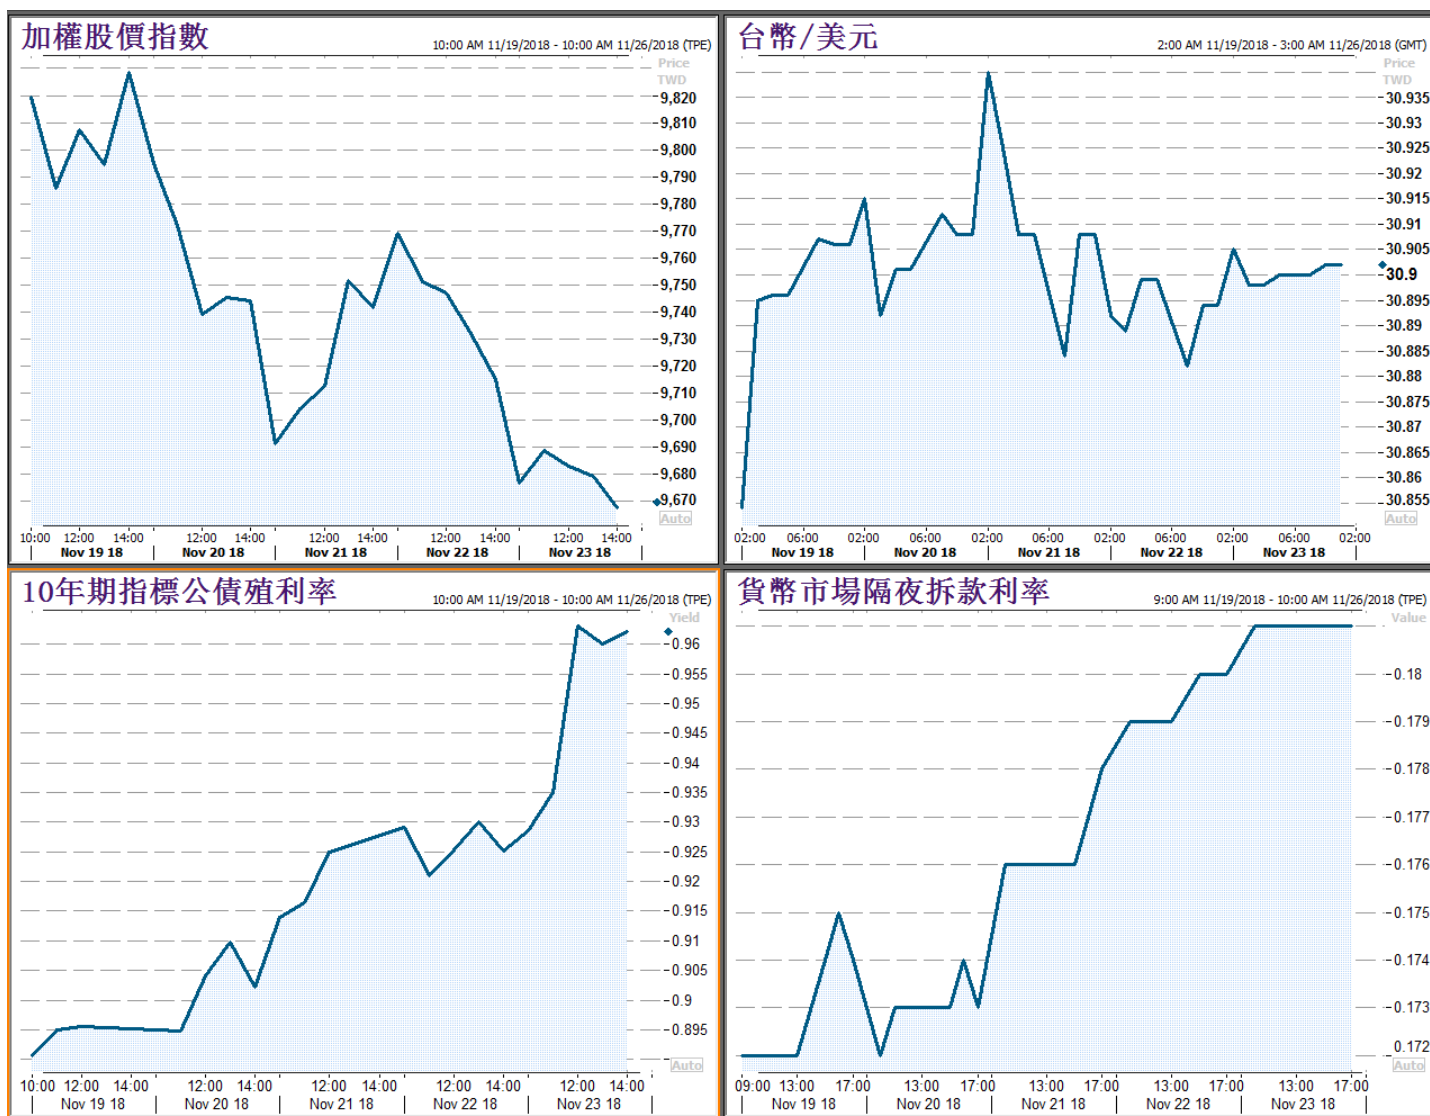 加權股價指數
10:00 AM 11/19/2018 - 10:00 AM 11/26/2018 (TPE)
Price
TWD
9,820
9,810
9,800
9,790
9,780
9,770
9,760
9,750
9,740
9,730
9,720
9,710
9,700
9,690
9,680
9,670
Auto
10:00 12:00 14:00 12:00 14:00 12:00 14:00 12:00 14:00 12:00 14:00
Nov 19 18 Nov 20 18 Nov 21 18 Nov 22 18 Nov 23 18
台幣/美元
2:00 AM 11/19/2018 - 3:00 AM 11/26/2018 (GMT)
Price
TWD
30.935
30.93
30.925
30.92
30.915
30.91
30.905
30.9
30.895
30.89
30.885
30.88
30.875
30.87
30.865
30.86
30.855
Auto
02:00 06:00 02:00 06:00 02:00 06:00 02:00 06:00 02:00 06:00 02:00
Nov 19 18 Nov 20 18 Nov 21 18 Nov 22 18 Nov 23 18
10年期指標公債殖利率
10:00 AM 11/19/2018 - 10:00 AM 11/26/2018 (TPE)
Yield
0.96
0.955
0.95
0.945
0.94
0.935
0.93
0.925
0.92
0.915
0.91
0.905
0.9
0.895
Auto
10:00 12:00 14:00 12:00 14:00 12:00 14:00 12:00 14:00 12:00 14:00
Nov 19 18 Nov 20 18 Nov 21 18 Nov 22 18 Nov 23 18
貨幣市場隔夜拆款利率
9:00 AM 11/19/2018 - 10:00 AM 11/26/2018 (TPE)
Value
0.18
0.179
0.178
0.177
0.176
0.175
0.174
0.173
0.172
Auto
09:00 13:00 17:00 13:00 17:00 13:00 17:00 13:00 17:00 13:00 17:00
Nov 19 18 Nov 20 18 Nov 21 18 Nov 22 18 Nov 23 18